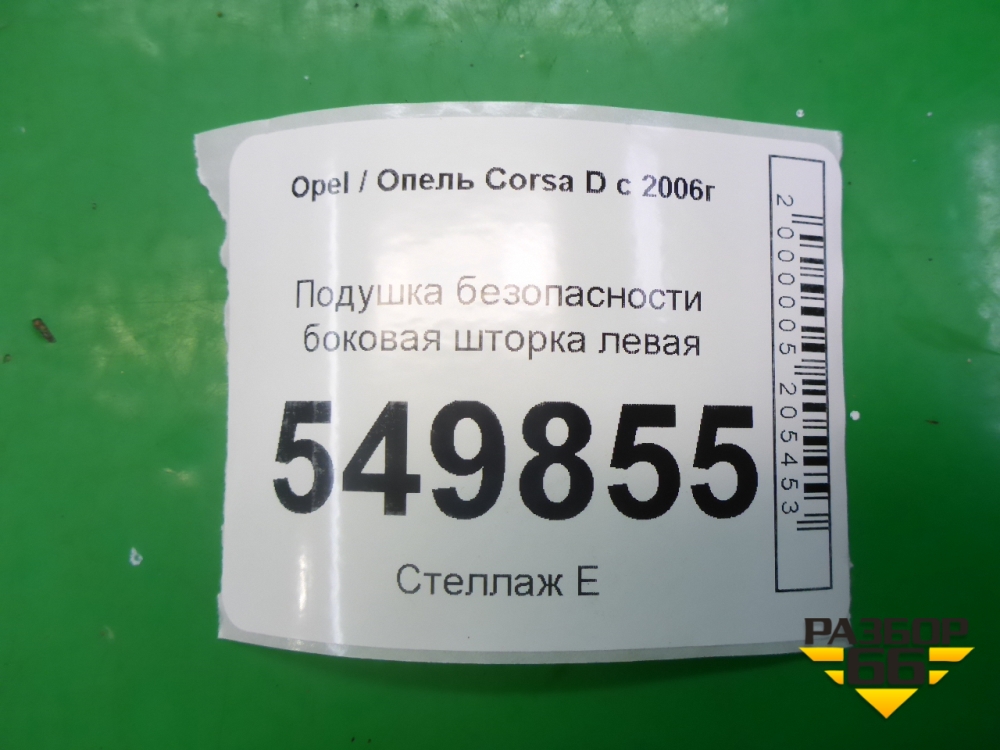 Opel / Опель Corsa D с 2006г
Подушка безопасности
боковая шторка левая
549855
Стеллаж Е
2000005205453
РАЗБОР
66